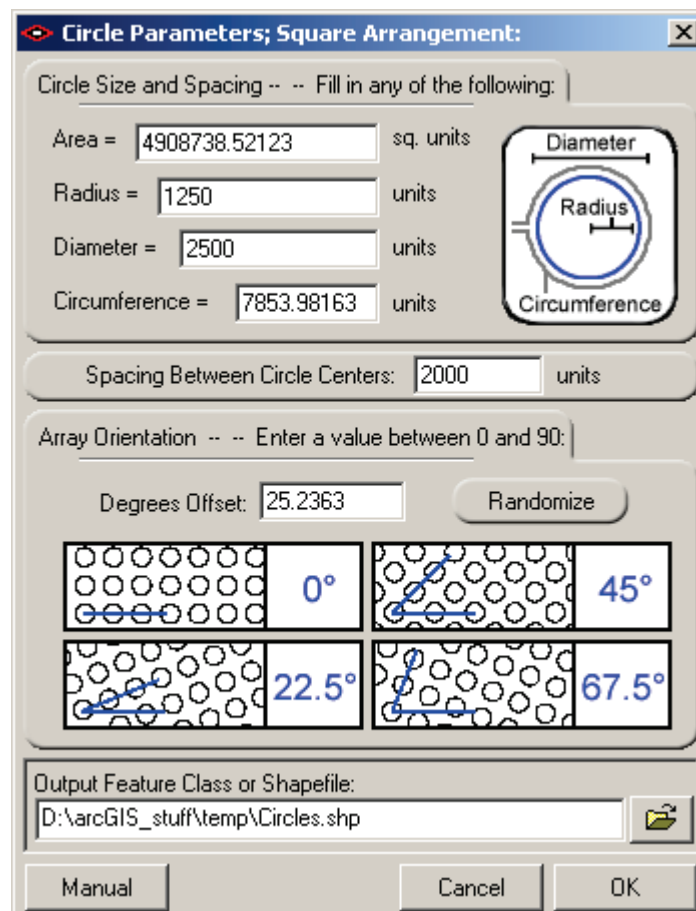 Circle Parameters; Square Arrangement:
Circle Size and Spacing -- -- Fill in any of the following:
Area = 4908738.52123 sq. units
Radius = 1250 units
Diameter = 2500 units
Circumference = 7853.98163 units
Diameter
Radius
Circumference
Spacing Between Circle Centers: 2000 units
Array Orientation -- -- Enter a value between 0 and 90:
Degrees Offset: 25.2363 Randomize
0° 45°
22.5° 67.5°
Output Feature Class or Shapefile:
D:\arcGIS_stuff\temp\Circles.shp
Manual Cancel OK